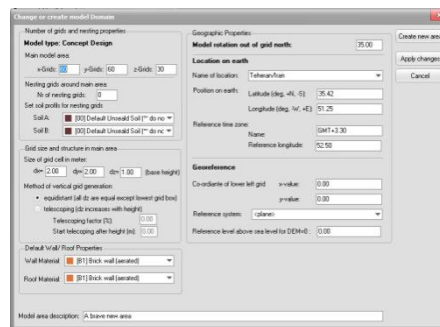 Change or create model Domain
Number of grids and nesting properties
Model type: Concept Design
Main model area:
x-Grids: 60 y-Grids: 60 z-Grids: 30
Nesting grids around main area:
Nr of nesting grids: 0
Set soil profils for nesting grids
Soil A: [00] Default Unsealed Soil (** do nc
Soil B: [00] Default Unsealed Soil (** do nc
Grid size and structure in main area
Size of grid cell in meter:
dx= 2.00 dy= 2.00 dz= 1.00 (base height)
Method of vertical grid generation:
equidistant (all dz are equal except lowest grid box)
telescoping (dz increases with height)
Telescoping factor (%): 0.00
Start telescoping after height (m): 0.00
Default Wall/ Roof Properties
Wall Material: [B1] Brick wall (aerated)
Roof Material: [B1] Brick wall (aerated)
Model area description: A brave new area
Geographic Properties
Model rotation out of grid north: 35.00
Location on earth
Name of location: Teheran/Iran
Position on earth: Latitude (deg, +N, -S): 35.42
Longitude (deg, -W, +E): 51.25
Reference time zone:
Name: GMT+3.30
Reference longitude: 52.50
Georeference
Co-ordiante of lower left grid x-value: 0.00
y-value: 0.00
Reference system: <plane>
Reference level above sea level for DEM=0 : 0.00
Create new area
Apply changes
Cancel